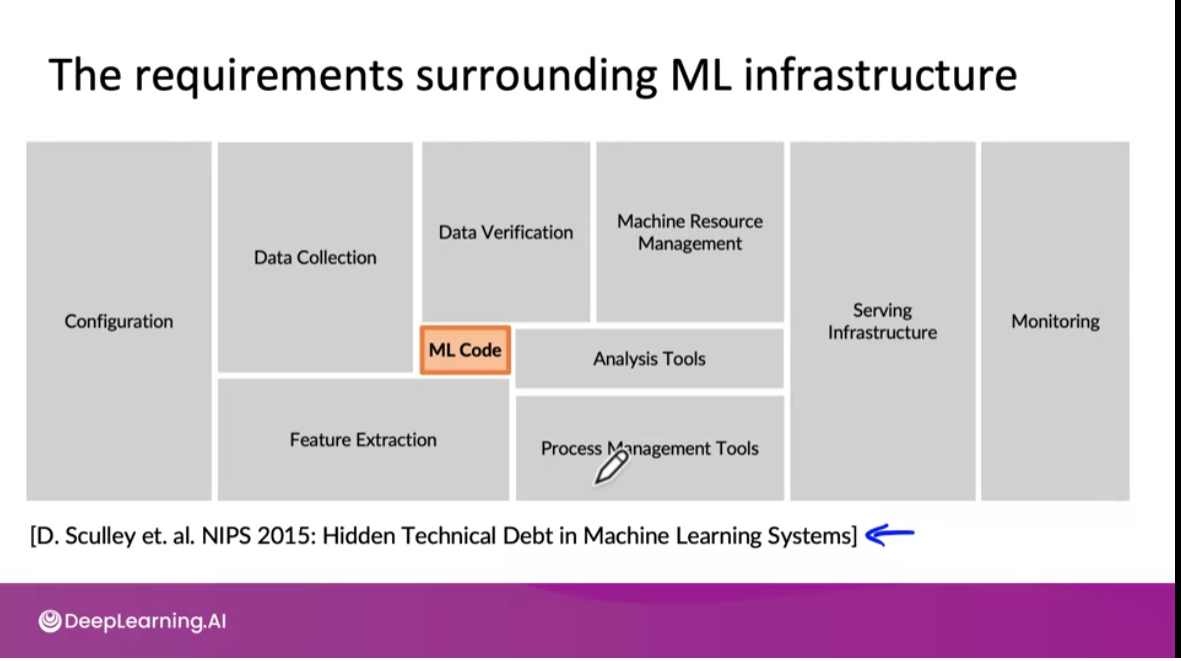 The requirements surrounding ML infrastructure
Configuration
Data Collection
Data Verification
Machine Resource
Management
ML Code
Analysis Tools
Feature Extraction
Process Management Tools
Serving
Infrastructure
Monitoring
[D. Sculley et. al. NIPS 2015: Hidden Technical Debt in Machine Learning Systems]
DeepLearning.AI